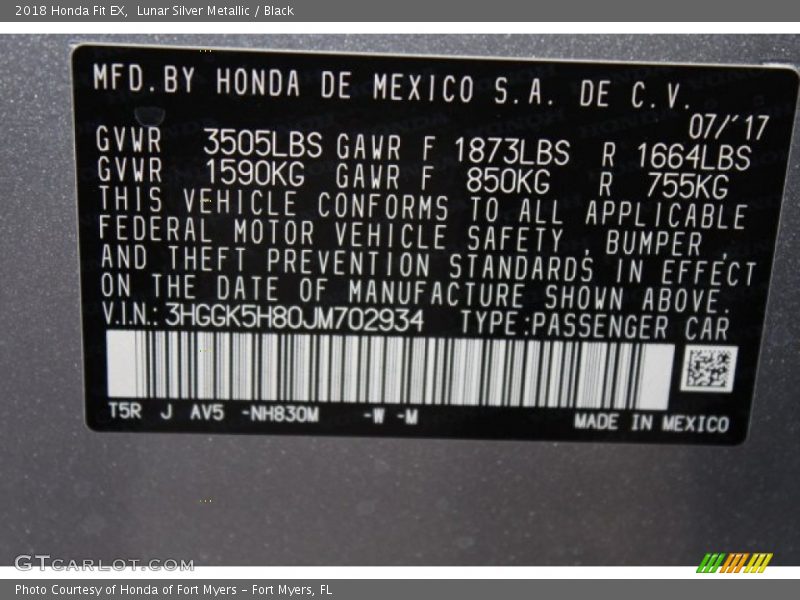 2018 Honda Fit EX,  Lunar Silver Metallic / Black
MFD. BY HONDA DE MEXICO S.A. DE C.V.
07/'17
GVWR 3505LBS GAWR F 1873LBS R 1664LBS
GVWR 1590KG GAWR F 850KG R 755KG
THIS VEHICLE CONFORMS TO ALL APPLICABLE
FEDERAL MOTOR VEHICLE SAFETY , BUMPER ,
AND THEFT PREVENTION STANDARDS IN EFFECT
ON THE DATE OF MANUFACTURE SHOWN ABOVE.
V.I.N.: 3HGGK5H80JM702934 TYPE:PASSENGER CAR
T5R J AV5 -NH830M -W -M
MADE IN MEXICO
GTCARLOT.COM
Photo Courtesy of Honda of Fort Myers – Fort Myers, FL